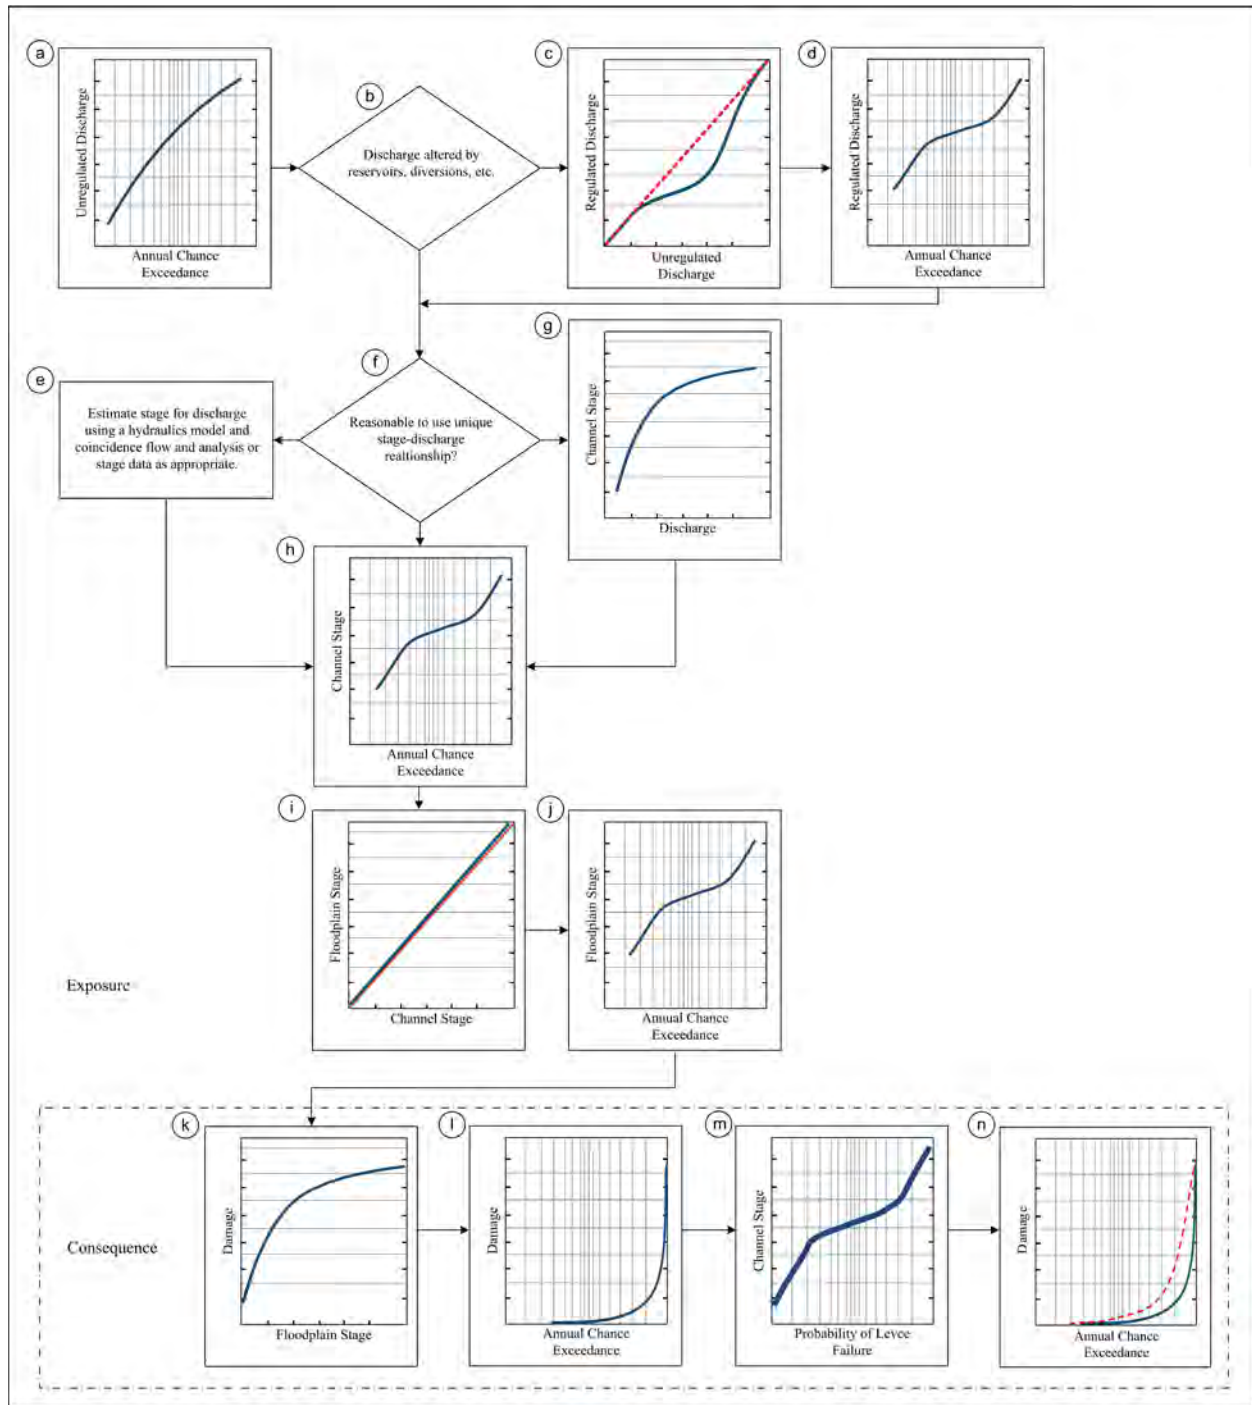 a
Unregulated Discharge
Annual Chance
Exceedance
b
Discharge altered by
reservoirs, diversions, etc.
c
Regulated Discharge
Unregulated
Discharge
d
Regulated Discharge
Annual Chance
Exceedance
e
Estimate stage for discharge
using a hydraulics model and
coincidence flow and analysis or
stage data as appropriate.
f
Reasonable to use unique
stage-discharge
realtionship?
g
Channel Stage
Discharge
h
Channel Stage
Annual Chance
Exceedance
i
Floodplain Stage
Channel Stage
j
Floodplain Stage
Annual Chance
Exceedance
Exposure
Consequence
k
Damage
Floodplain Stage
l
Damage
Annual Chance
Exceedance
m
Channel Stage
Probability of Levee
Failure
n
Damage
Annual Chance
Exceedance